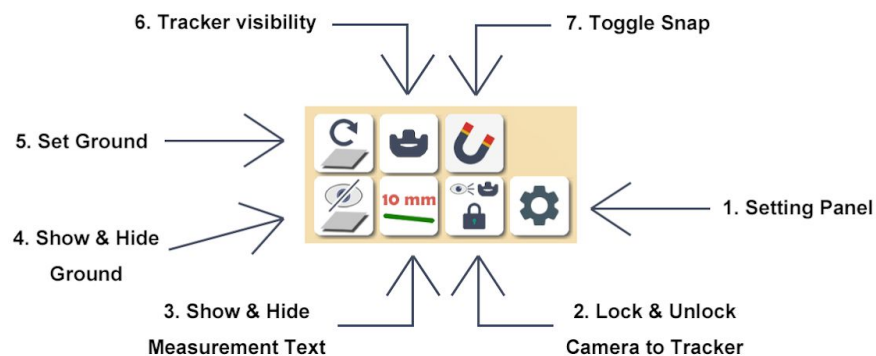 6. Tracker visibility
7. Toggle Snap
5. Set Ground
10 mm
1. Setting Panel
4. Show & Hide
Ground
3. Show & Hide
Measurement Text
2. Lock & Unlock
Camera to Tracker